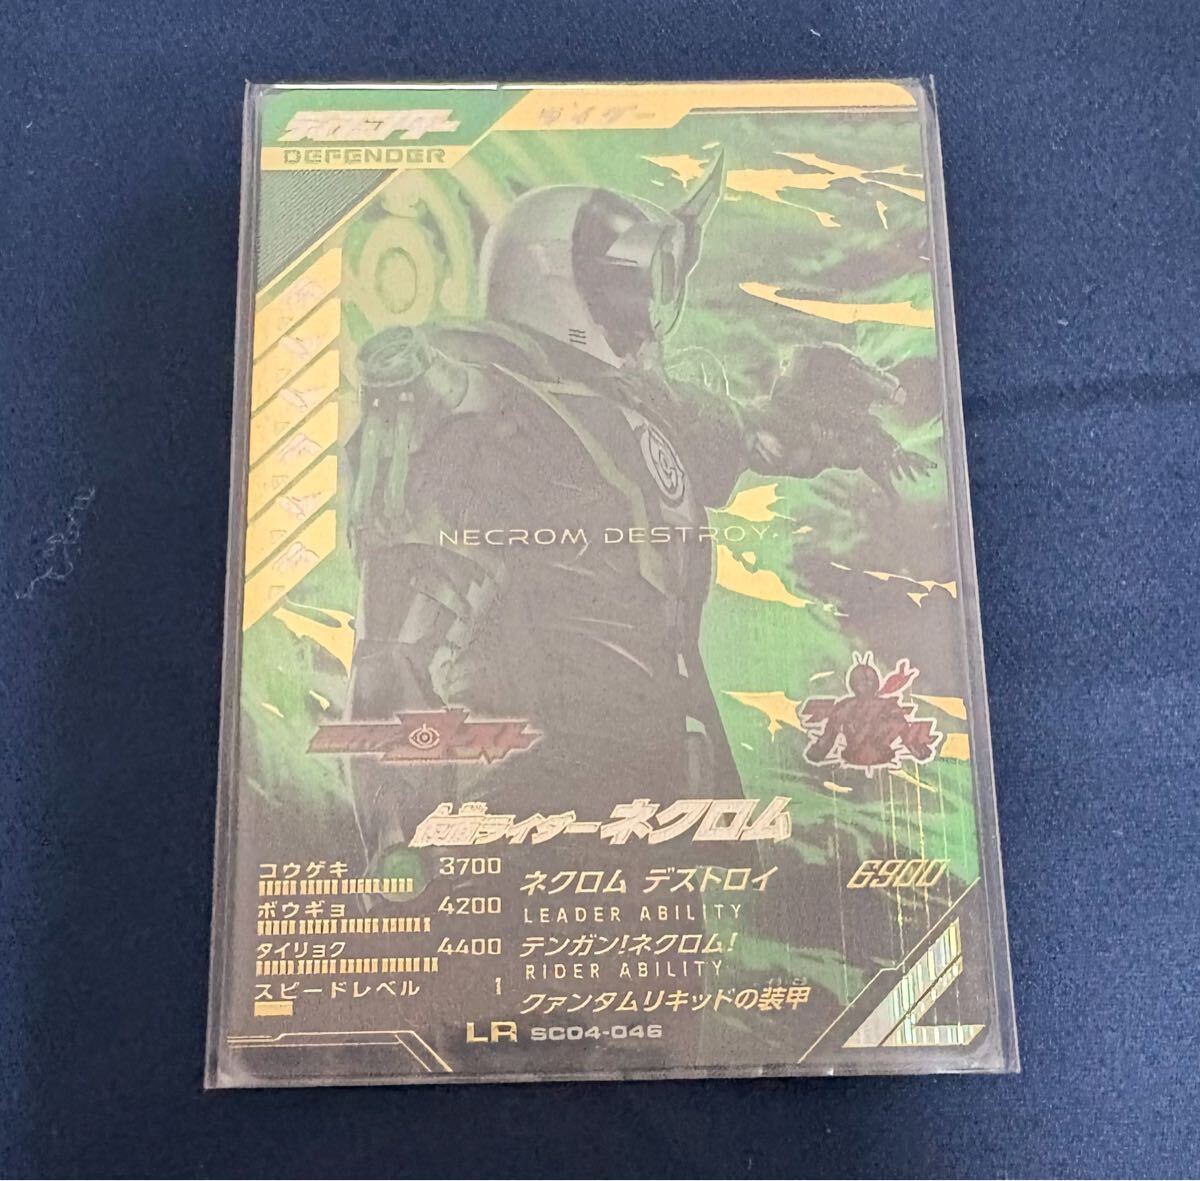 ディフェンダー
DEFENDER
ライダー
NECROM DESTROY
仮面ライダーネクロム
コウゲキ 3700
ボウギョ 4200
タイリョク 4400
スピードレベル 1
ネクロム デストロイ 6900
LEADER ABILITY
テンガン!ネクロム!
RIDER ABILITY
クァンタムリキッドの装甲
LR SC04-046